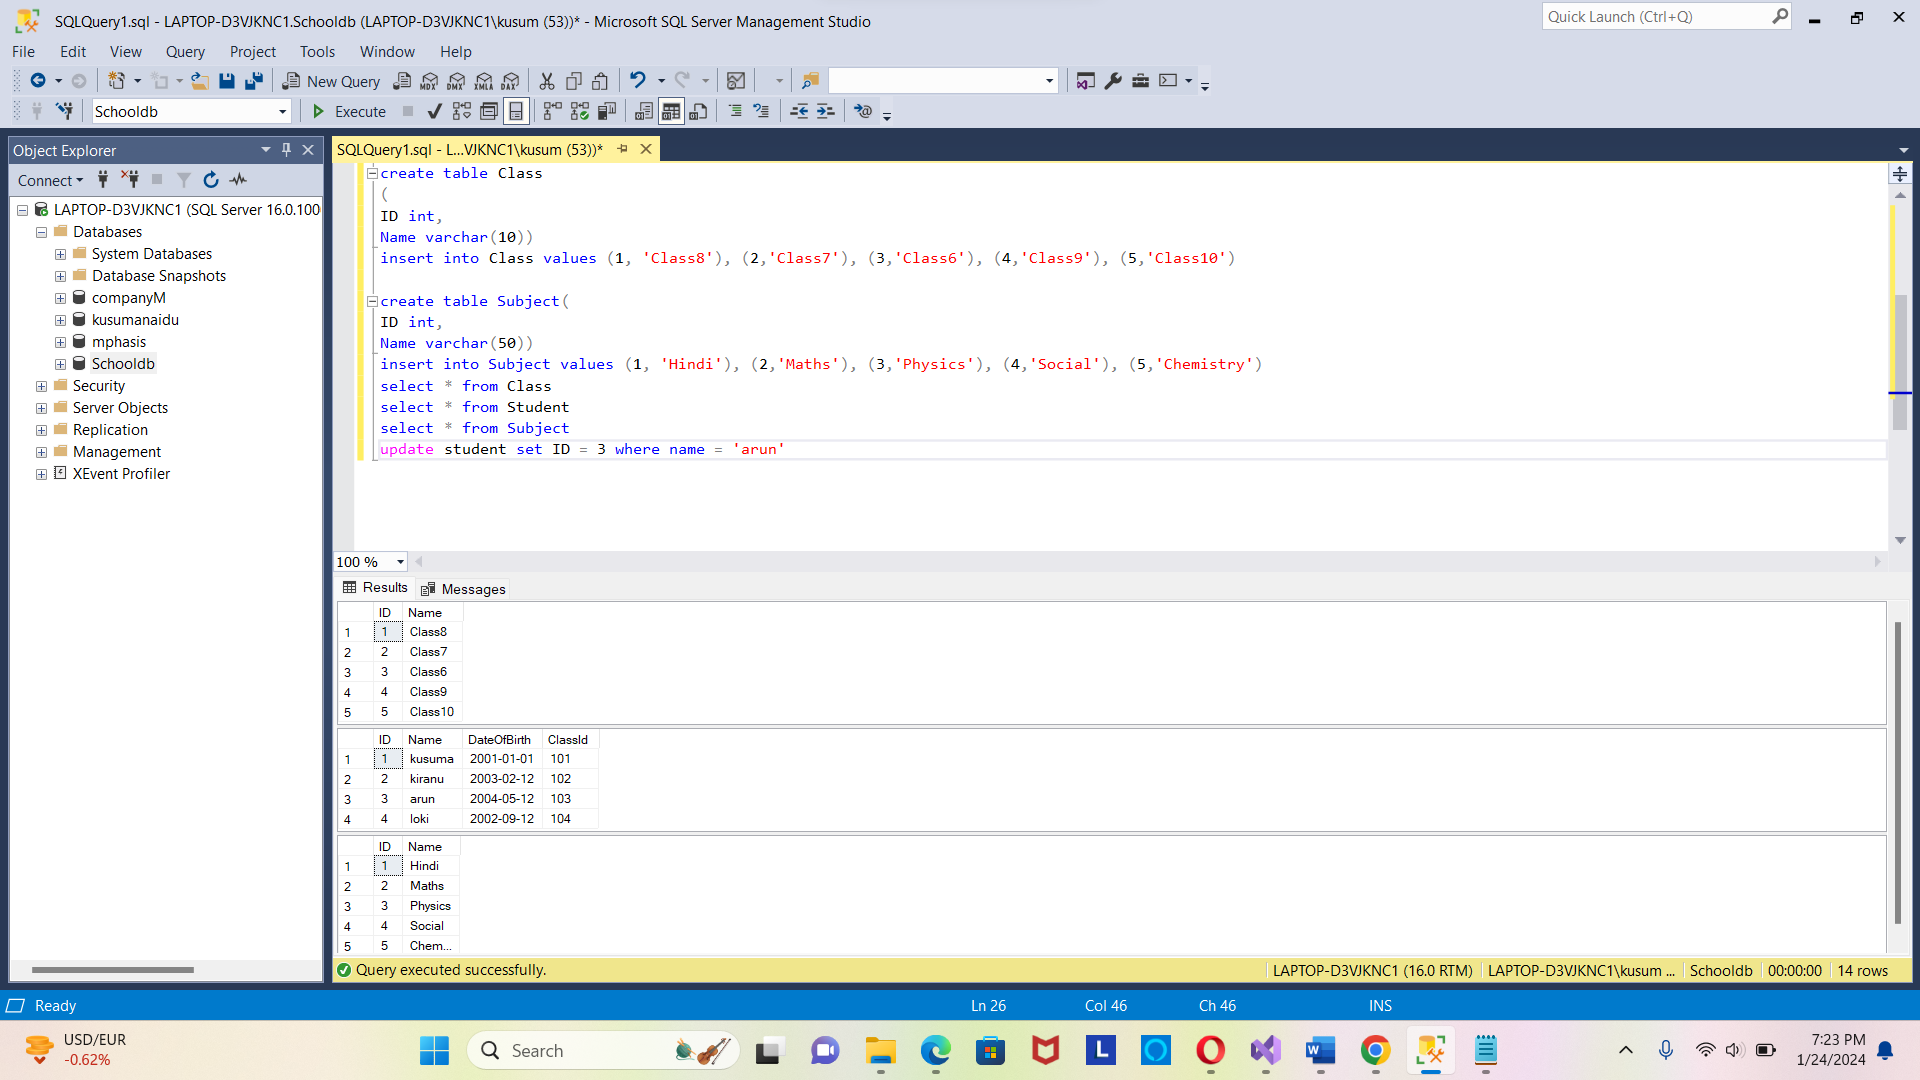 SQLQuery1.sql - LAPTOP-D3VJKNC1.Schooldb (LAPTOP-D3VJKNC1\kusum (53))* - Microsoft SQL Server Management Studio
Quick Launch (Ctrl+Q)
File Edit View Query Project Tools Window Help
New Query MDX DMX XMLA DAX
Schooldb Execute
Object Explorer
SQLQuery1.sql - L...VJKNC1\kusum (53))*
Connect
LAPTOP-D3VJKNC1 (SQL Server 16.0.100
Databases
System Databases
Database Snapshots
companyM
kusumanaidu
mphasis
Schooldb
Security
Server Objects
Replication
Management
XEvent Profiler
create table Class
(
ID int,
Name varchar(10))
insert into Class values (1, 'Class8'), (2,'Class7'), (3,'Class6'), (4,'Class9'), (5,'Class10')
create table Subject(
ID int,
Name varchar(50))
insert into Subject values (1, 'Hindi'), (2,'Maths'), (3,'Physics'), (4,'Social'), (5,'Chemistry')
select * from Class
select * from Student
select * from Subject
update student set ID = 3 where name = 'arun'
100 %
Results Messages
ID Name
1 1 Class8
2 2 Class7
3 3 Class6
4 4 Class9
5 5 Class10
ID Name DateOfBirth ClassId
1 1 kusuma 2001-01-01 101
2 2 kiranu 2003-02-12 102
3 3 arun 2004-05-12 103
4 4 loki 2002-09-12 104
ID Name
1 1 Hindi
2 2 Maths
3 3 Physics
4 4 Social
5 5 Chem...
Query executed successfully. LAPTOP-D3VJKNC1 (16.0 RTM) LAPTOP-D3VJKNC1\kusum ... Schooldb 00:00:00 14 rows
Ready Ln 26 Col 46 Ch 46 INS
USD/EUR
-0.62%
Search
7:23 PM
1/24/2024